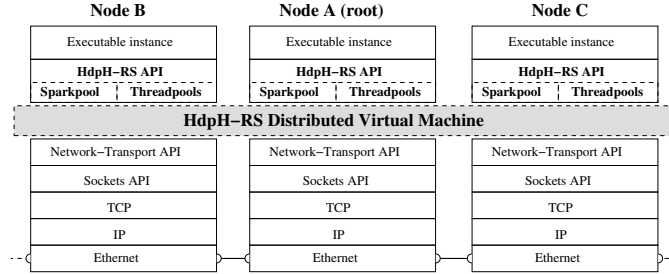 Node B Node A (root) Node C
Executable instance Executable instance Executable instance
HdpH−RS API HdpH−RS API HdpH−RS API
Sparkpool Threadpools Sparkpool Threadpools Sparkpool Threadpools
HdpH−RS Distributed Virtual Machine
Network−Transport API Network−Transport API Network−Transport API
Sockets API Sockets API Sockets API
TCP TCP TCP
IP IP IP
Ethernet Ethernet Ethernet